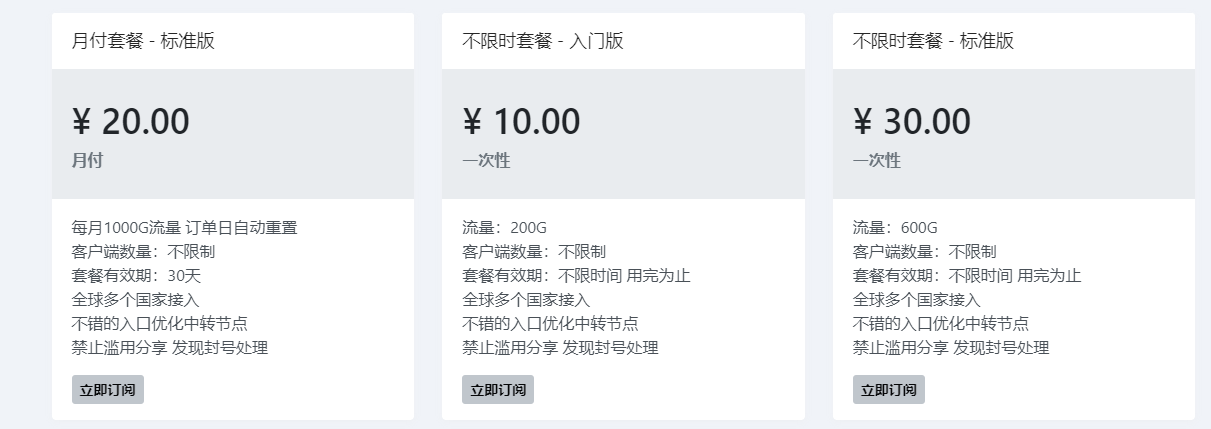 月付套餐 - 标准版
¥ 20.00
月付
每月1000G流量 订单日自动重置
客户端数量：不限制
套餐有效期：30天
全球多个国家接入
不错的入口优化中转节点
禁止滥用分享 发现封号处理
立即订阅
不限时套餐 - 入门版
¥ 10.00
一次性
流量：200G
客户端数量：不限制
套餐有效期：不限时间 用完为止
全球多个国家接入
不错的入口优化中转节点
禁止滥用分享 发现封号处理
立即订阅
不限时套餐 - 标准版
¥ 30.00
一次性
流量：600G
客户端数量：不限制
套餐有效期：不限时间 用完为止
全球多个国家接入
不错的入口优化中转节点
禁止滥用分享 发现封号处理
立即订阅